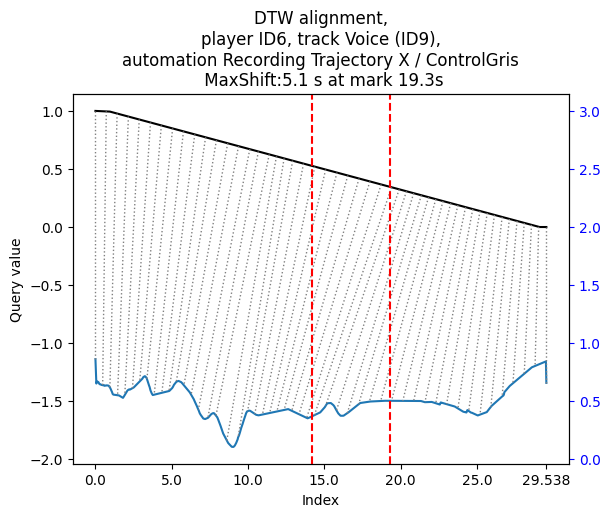 DTW alignment,
player ID6, track Voice (ID9),
automation Recording Trajectory X / ControlGris
MaxShift:5.1 s at mark 19.3s
1.0
0.5
0.0
−0.5
−1.0
−1.5
−2.0
Query value
3.0
2.5
2.0
1.5
1.0
0.5
0.0
0.0 5.0 10.0 15.0 20.0 25.0 29.538
Index